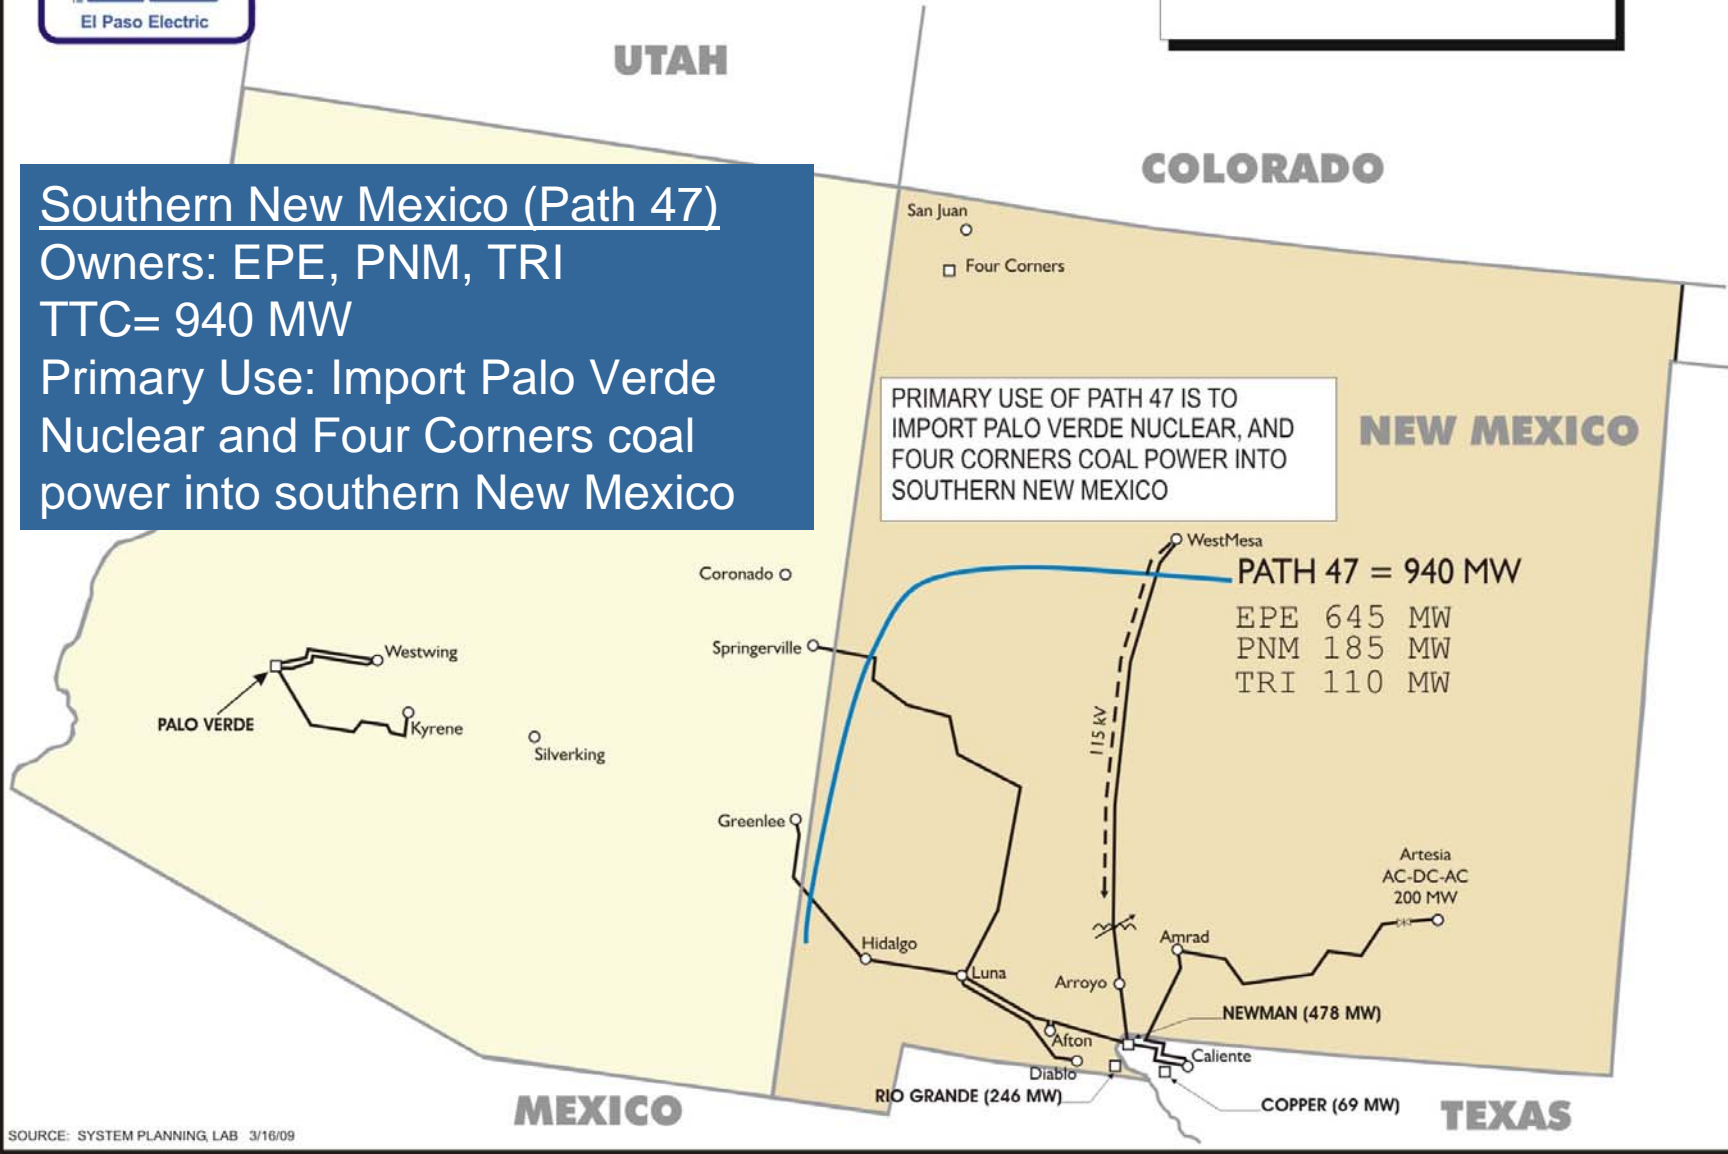 El Paso Electric
UTAH
COLORADO
Southern New Mexico (Path 47)
Owners: EPE, PNM, TRI
TTC= 940 MW
Primary Use: Import Palo Verde
Nuclear and Four Corners coal
power into southern New Mexico
San Juan
Four Corners
PRIMARY USE OF PATH 47 IS TO
IMPORT PALO VERDE NUCLEAR, AND
FOUR CORNERS COAL POWER INTO
SOUTHERN NEW MEXICO
NEW MEXICO
WestMesa
PATH 47 = 940 MW
EPE 645 MW
PNM 185 MW
TRI 110 MW
Coronado
Springerville
Westwing
PALO VERDE
Kyrene
Silverking
115 kV
Greenlee
Artesia
AC-DC-AC
200 MW
Hidalgo
Luna
Arroyo
Amrad
NEWMAN (478 MW)
Afton
Diablo
Caliente
RIO GRANDE (246 MW)
COPPER (69 MW)
MEXICO
TEXAS
SOURCE: SYSTEM PLANNING, LAB 3/16/09